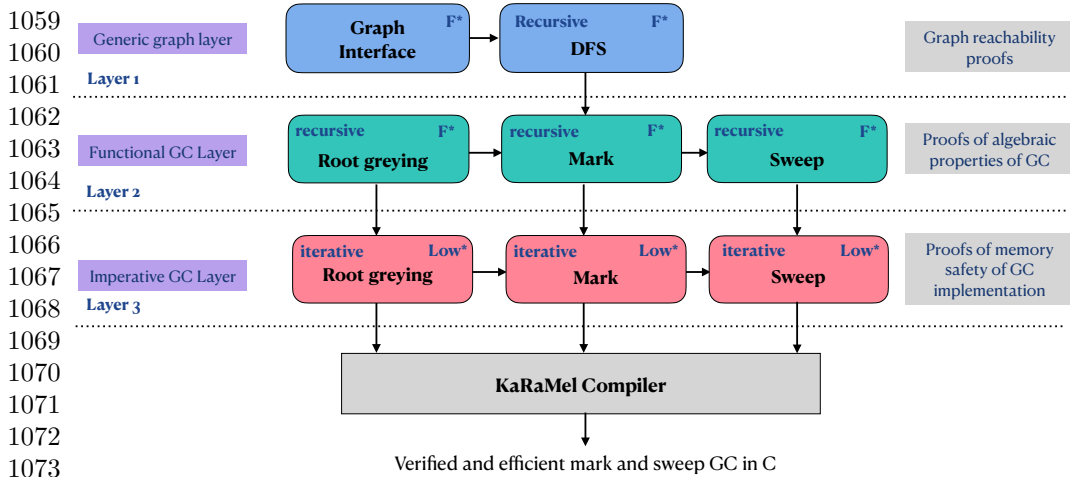 1059
1060
1061
1062
1063
1064
1065
1066
1067
1068
1069
1070
1071
1072
1073
Generic graph layer
Layer 1
Graph
Interface
F*
Recursive
F*
DFS
Graph reachability
proofs
Functional GC Layer
Layer 2
recursive
F*
Root greying
recursive
F*
Mark
recursive
F*
Sweep
Proofs of algebraic
properties of GC
Imperative GC Layer
Layer 3
iterative
Low*
Root greying
iterative
Low*
Mark
iterative
Low*
Sweep
Proofs of memory
safety of GC
implementation
KaRaMel Compiler
Verified and efficient mark and sweep GC in C